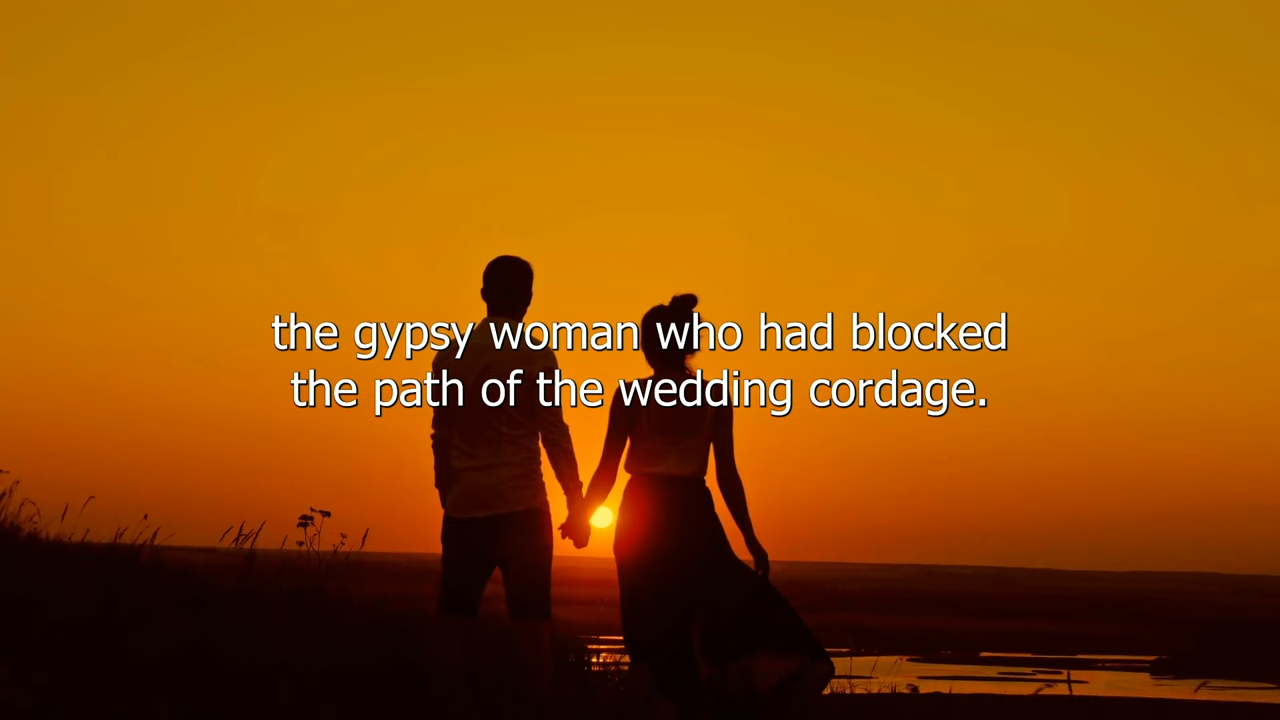 the gypsy woman who had blocked
the path of the wedding cordage.